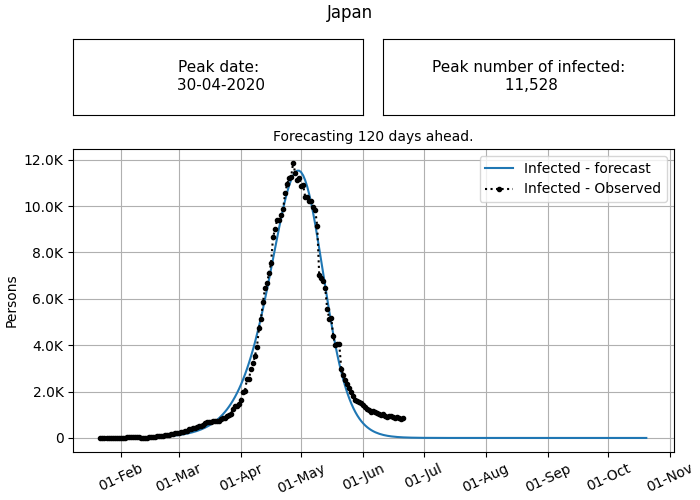 Japan
Peak date:
30-04-2020
Peak number of infected:
11,528
Forecasting 120 days ahead.
12.0K
10.0K
8.0K
6.0K
4.0K
2.0K
0
Persons
Infected - forecast
Infected - Observed
01-Feb
01-Mar
01-Apr
01-May
01-Jun
01-Jul
01-Aug
01-Sep
01-Oct
01-Nov